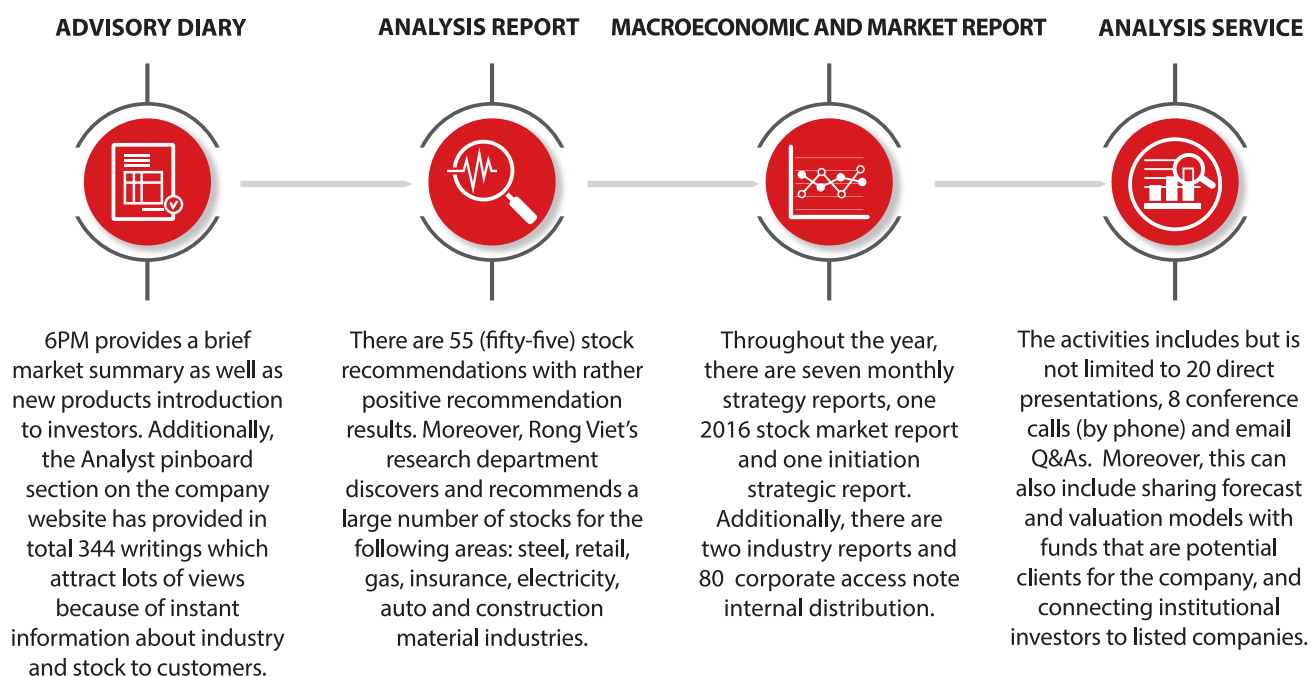 ADVISORY DIARY
6PM provides a brief
market summary as well as
new products introduction
to investors. Additionally,
the Analyst pinboard
section on the company
website has provided in
total 344 writings which
attract lots of views
because of instant
information about industry
and stock to customers.
ANALYSIS REPORT
There are 55 (fifty-five) stock
recommendations with rather
positive recommendation
results. Moreover, Rong Viet’s
research department
discovers and recommends a
large number of stocks for the
following areas: steel, retail,
gas, insurance, electricity,
auto and construction
material industries.
MACROECONOMIC AND MARKET REPORT
Throughout the year,
there are seven monthly
strategy reports, one
2016 stock market report
and one initiation
strategic report.
Additionally, there are
two industry reports and
80 corporate access note
internal distribution.
ANALYSIS SERVICE
The activities includes but is
not limited to 20 direct
presentations, 8 conference
calls (by phone) and email
Q&As. Moreover, this can
also include sharing forecast
and valuation models with
funds that are potential
clients for the company, and
connecting institutional
investors to listed companies.